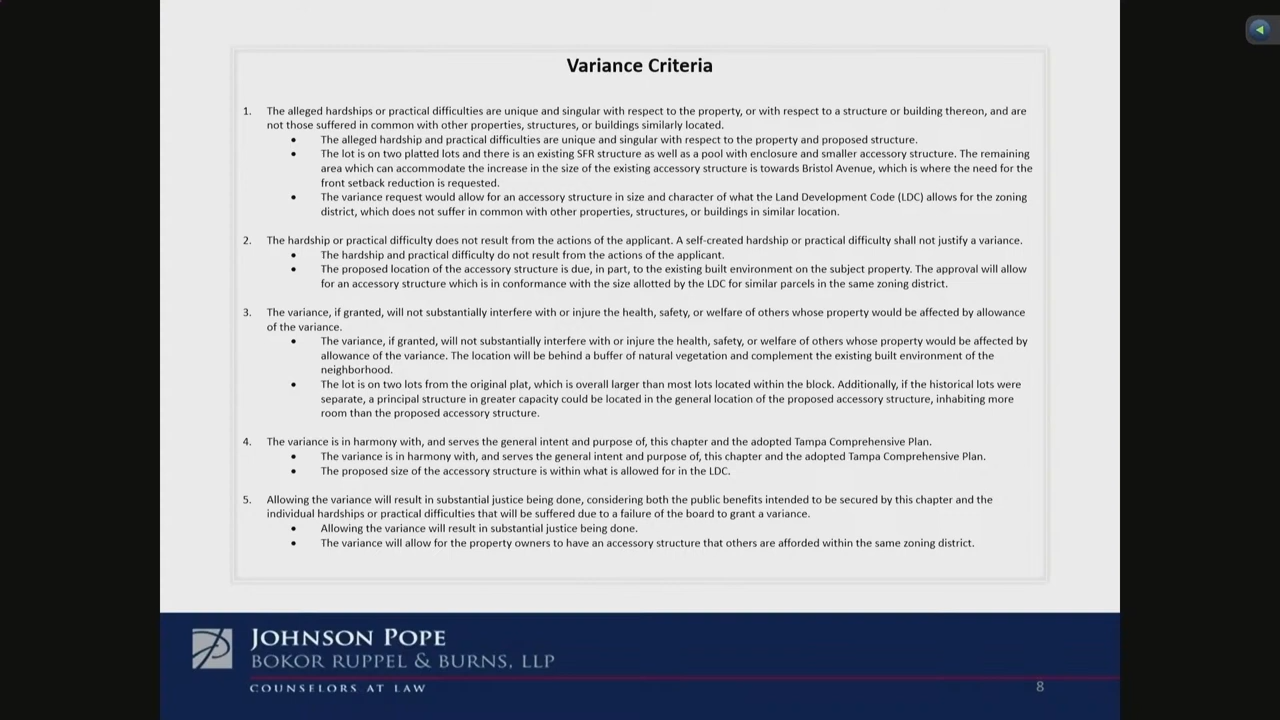 Variance Criteria
1. The alleged hardships or practical difficulties are unique and singular with respect to the property, or with respect to a structure or building thereon, and are
not those suffered in common with other properties, structures, or buildings similarly located.
• The alleged hardship and practical difficulties are unique and singular with respect to the property and proposed structure.
• The lot is on two platted lots and there is an existing SFR structure as well as a pool with enclosure and smaller accessory structure. The remaining
area which can accommodate the increase in the size of the existing accessory structure is towards Bristol Avenue, which is where the need for the
front setback reduction is requested.
• The variance request would allow for an accessory structure in size and character of what the Land Development Code (LDC) allows for the zoning
district, which does not suffer in common with other properties, structures, or buildings in similar location.
2. The hardship or practical difficulty does not result from the actions of the applicant. A self-created hardship or practical difficulty shall not justify a variance.
• The hardship and practical difficulty do not result from the actions of the applicant.
• The proposed location of the accessory structure is due, in part, to the existing built environment on the subject property. The approval will allow
for an accessory structure which is in conformance with the size allotted by the LDC for similar parcels in the same zoning district.
3. The variance, if granted, will not substantially interfere with or injure the health, safety, or welfare of others whose property would be affected by allowance
of the variance.
• The variance, if granted, will not substantially interfere with or injure the health, safety, or welfare of others whose property would be affected by
allowance of the variance. The location will be behind a buffer of natural vegetation and complement the existing built environment of the
neighborhood.
• The lot is on two lots from the original plat, which is overall larger than most lots located within the block. Additionally, if the historical lots were
separate, a principal structure in greater capacity could be located in the general location of the proposed accessory structure, inhabiting more
room than the proposed accessory structure.
4. The variance is in harmony with, and serves the general intent and purpose of, this chapter and the adopted Tampa Comprehensive Plan.
• The variance is in harmony with, and serves the general intent and purpose of, this chapter and the adopted Tampa Comprehensive Plan.
• The proposed size of the accessory structure is within what is allowed for in the LDC.
5. Allowing the variance will result in substantial justice being done, considering both the public benefits intended to be secured by this chapter and the
individual hardships or practical difficulties that will be suffered due to a failure of the board to grant a variance.
• Allowing the variance will result in substantial justice being done.
• The variance will allow for the property owners to have an accessory structure that others are afforded within the same zoning district.
JOHNSON POPE
BOKOR RUPPEL & BURNS, LLP
COUNSELORS AT LAW
8